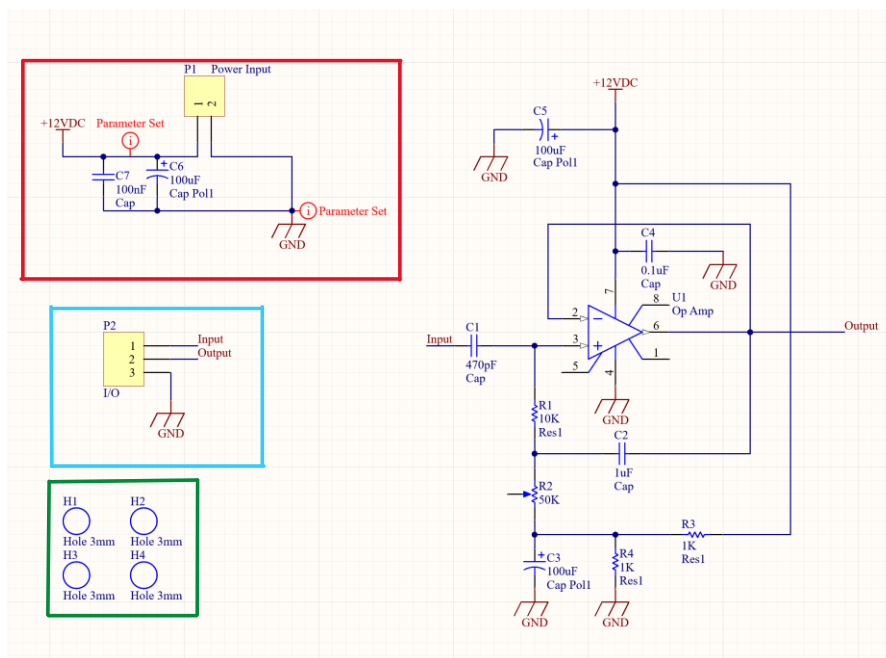 P1 Power Input
1 2
+12VDC Parameter Set
i
C7
100nF
Cap
C6
100uF
Cap Pol1
i Parameter Set
GND
P2
1 Input
2 Output
3
I/O
GND
H1 H2
Hole 3mm Hole 3mm
H3 H4
Hole 3mm Hole 3mm
+12VDC
C5
100uF
Cap Pol1
GND
C4
0.1uF
Cap
GND
7
8 U1
Op Amp
2
6 Output
3
1
5
4
GND
Input
C1
470pF
Cap
R1
10K
Res1
C2
1uF
Cap
R2
50K
R3
1K
Res1
C3
100uF
Cap Pol1
R4
1K
Res1
GND GND